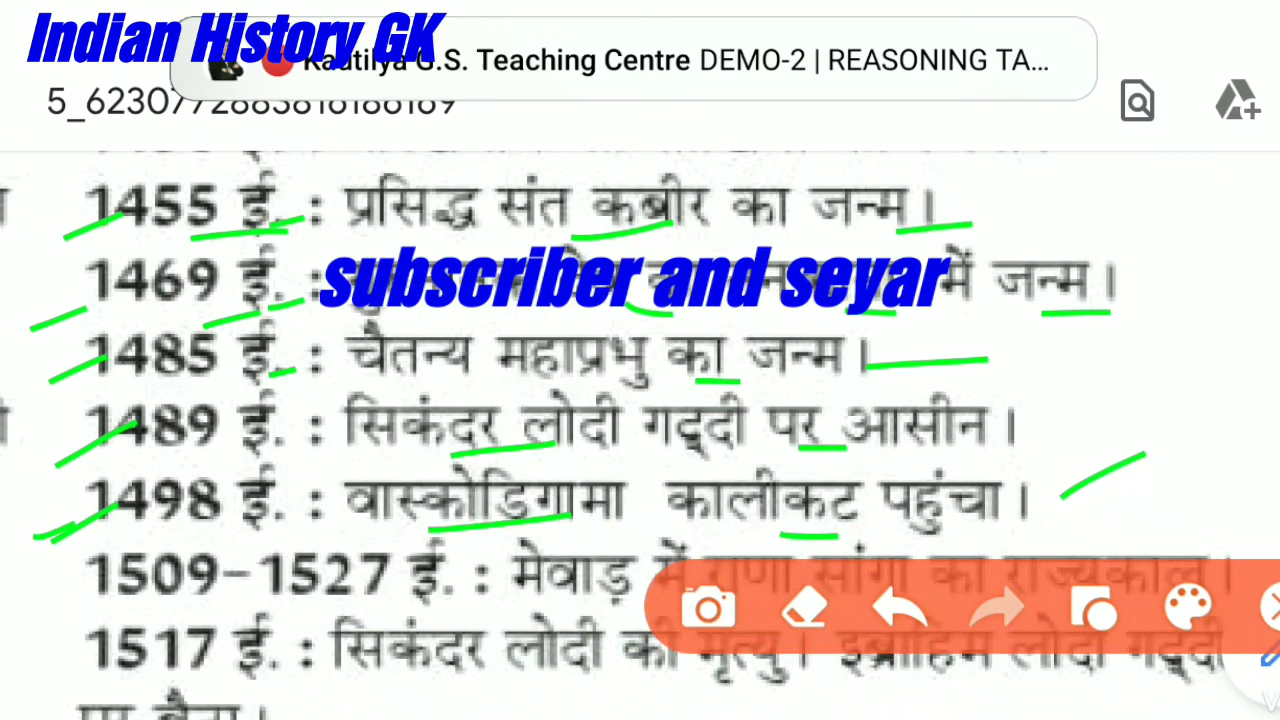 Indian History GK
Kautilya G.S. Teaching Centre DEMO-2 | REASONING TA...
1455 ई. : प्रसिद्ध संत कबीर का जन्म।
1469 ई. : में जन्म।
subscriber and seyar
1485 ई. : चैतन्य महाप्रभु का जन्म।
1489 ई. : सिकंदर लोदी गद्दी पर आसीन।
1498 ई. : वास्कोडिगामा कालीकट पहुंचा।
1509-1527 ई. : मेवाड़ में राणा सांगा का राज्यकाल।
1517 ई. : सिकंदर लोदी की मृत्यु। इब्राहिम लोदी गद्दी
पर बैठा।